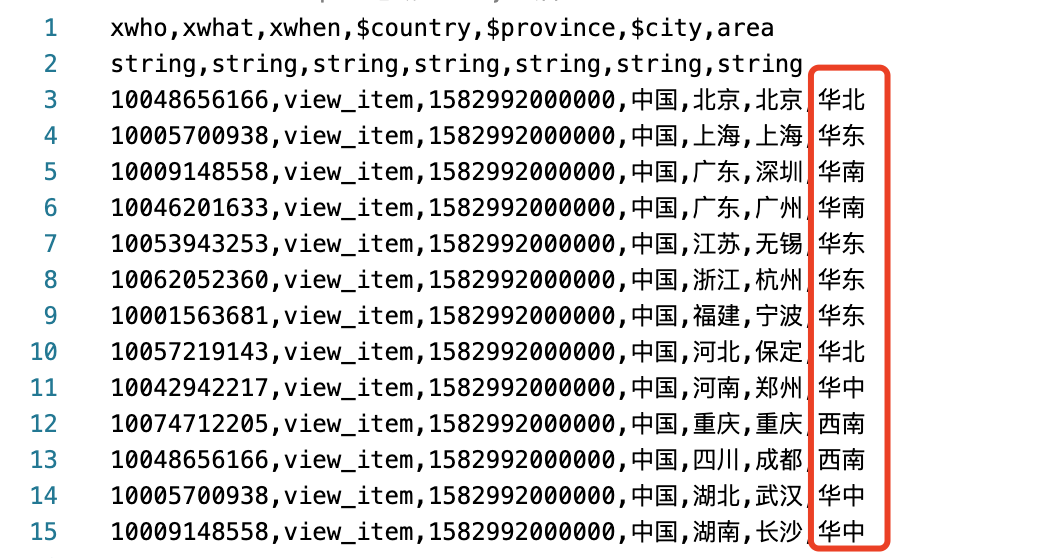 1 xwho,xwhat,xwhen,$country,$province,$city,area
2 string,string,string,string,string,string,string
3 10048656166,view_item,1582992000000,中国,北京,北京,华北
4 10005700938,view_item,1582992000000,中国,上海,上海,华东
5 10009148558,view_item,1582992000000,中国,广东,深圳,华南
6 10046201633,view_item,1582992000000,中国,广东,广州,华南
7 10053943253,view_item,1582992000000,中国,江苏,无锡,华东
8 10062052360,view_item,1582992000000,中国,浙江,杭州,华东
9 10001563681,view_item,1582992000000,中国,福建,宁波,华东
10 10057219143,view_item,1582992000000,中国,河北,保定,华北
11 10042942217,view_item,1582992000000,中国,河南,郑州,华中
12 10074712205,view_item,1582992000000,中国,重庆,重庆,西南
13 10048656166,view_item,1582992000000,中国,四川,成都,西南
14 10005700938,view_item,1582992000000,中国,湖北,武汉,华中
15 10009148558,view_item,1582992000000,中国,湖南,长沙,华中